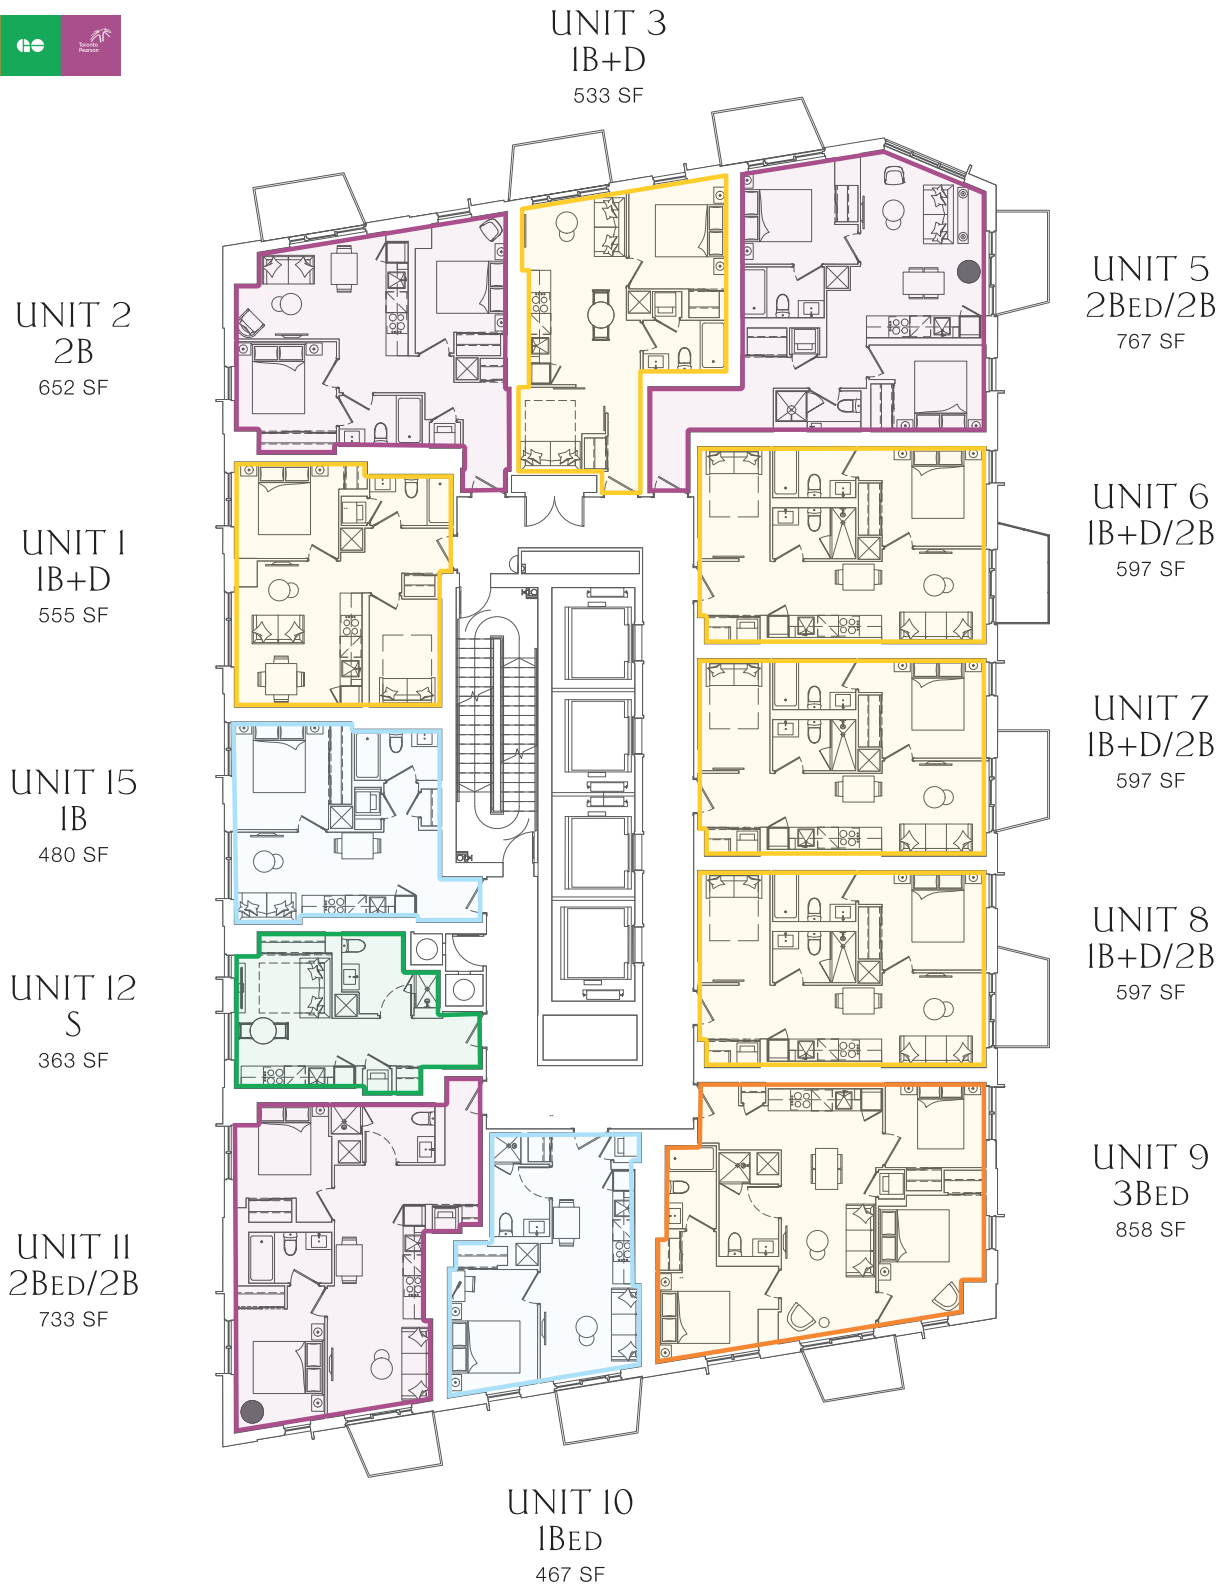 GO
Toronto
Pearson
UNIT 3
1B+D
533 SF
UNIT 2
2B
652 SF
UNIT 5
2BED/2B
767 SF
UNIT 1
1B+D
555 SF
UNIT 6
1B+D/2B
597 SF
UNIT 7
1B+D/2B
597 SF
UNIT 15
1B
480 SF
UNIT 8
1B+D/2B
597 SF
UNIT 12
S
363 SF
UNIT 9
3BED
858 SF
UNIT 11
2BED/2B
733 SF
UNIT 10
1BED
467 SF